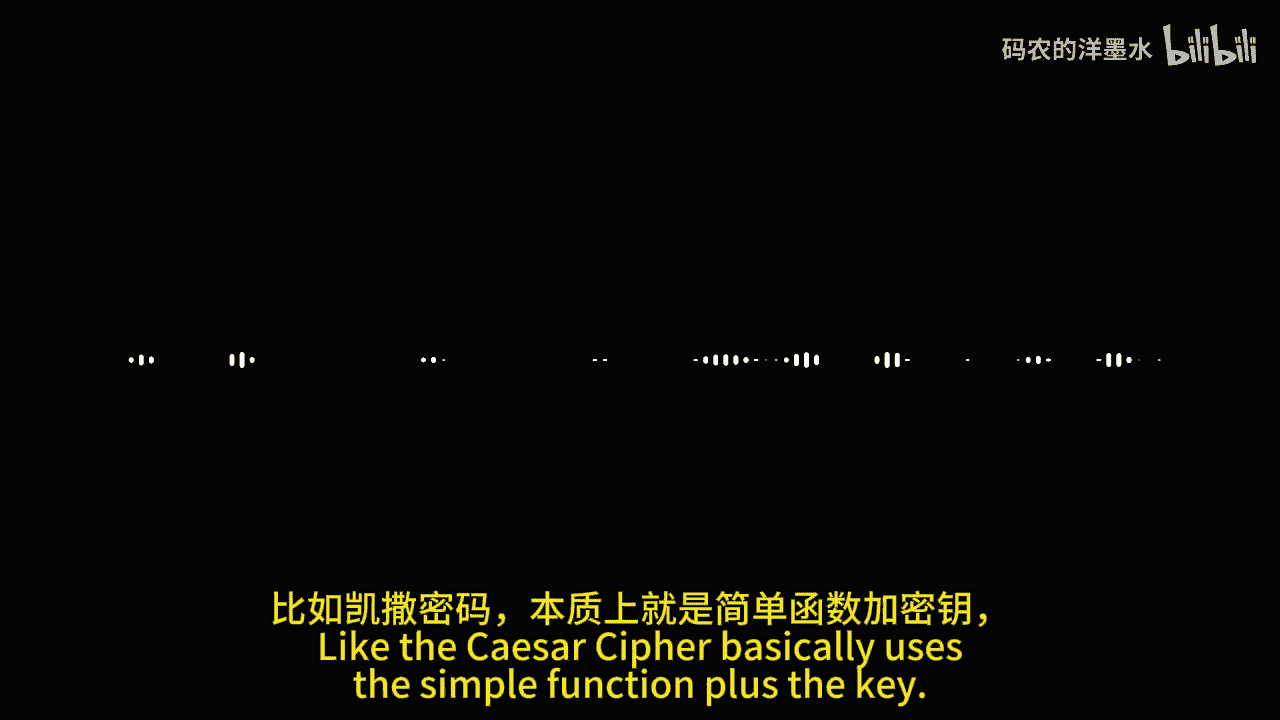 码农的洋墨水 bilibili
比如凯撒密码，本质上就是简单函数加密钥，
Like the Caesar Cipher basically uses
the simple function plus the key.